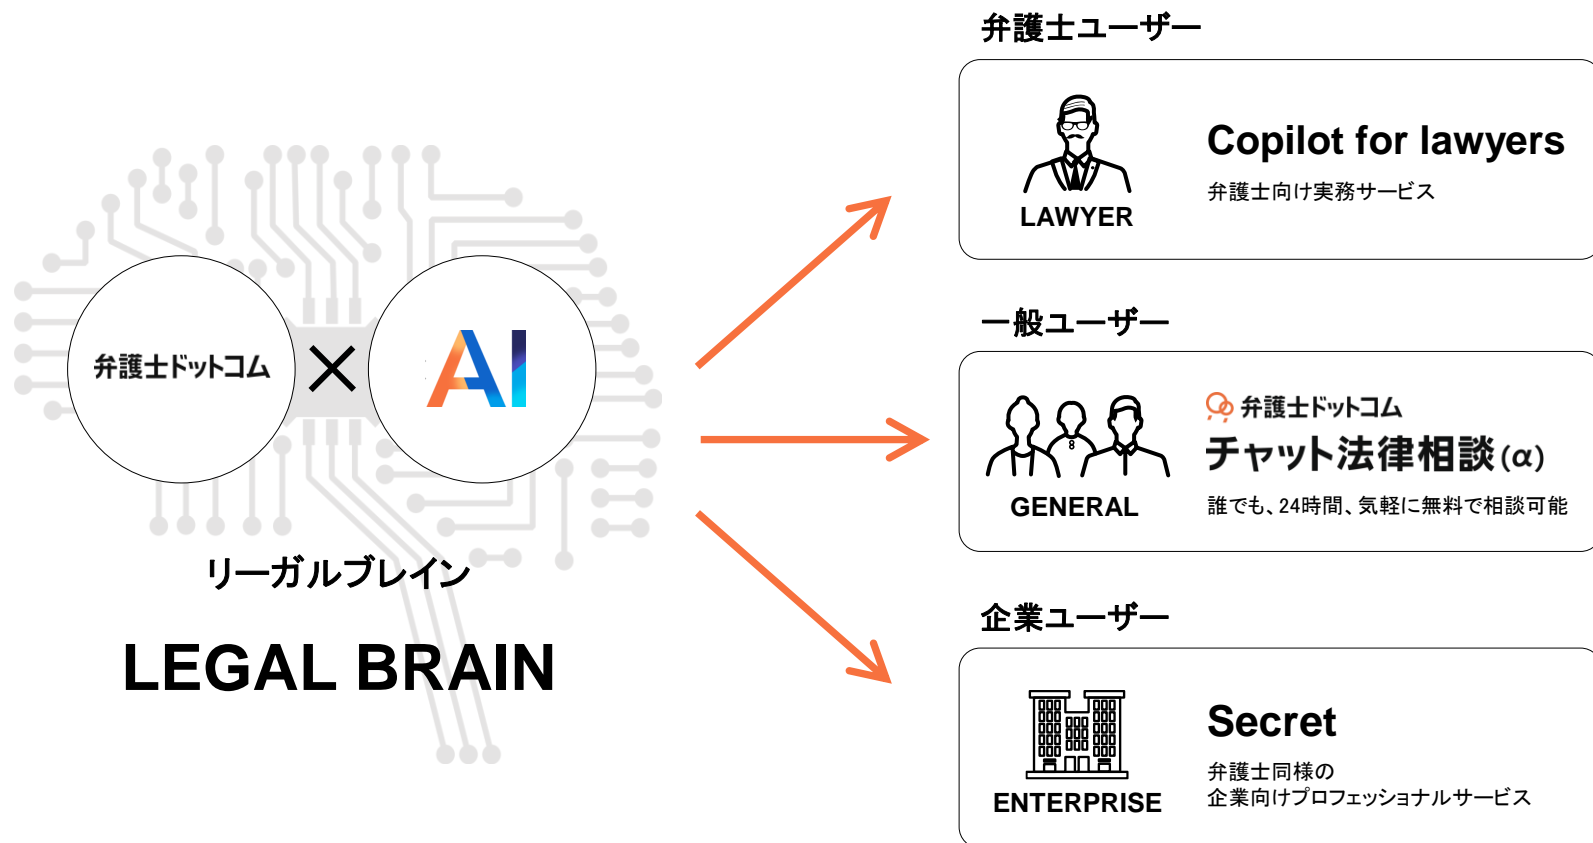 弁護士ドットコム
×
AI
リーガルブレイン
LEGAL BRAIN
弁護士ユーザー
LAWYER
Copilot for lawyers
弁護士向け実務サービス
一般ユーザー
GENERAL
弁護士ドットコム
チャット法律相談(α)
誰でも、24時間、気軽に無料で相談可能
企業ユーザー
ENTERPRISE
Secret
弁護士同様の
企業向けプロフェッショナルサービス